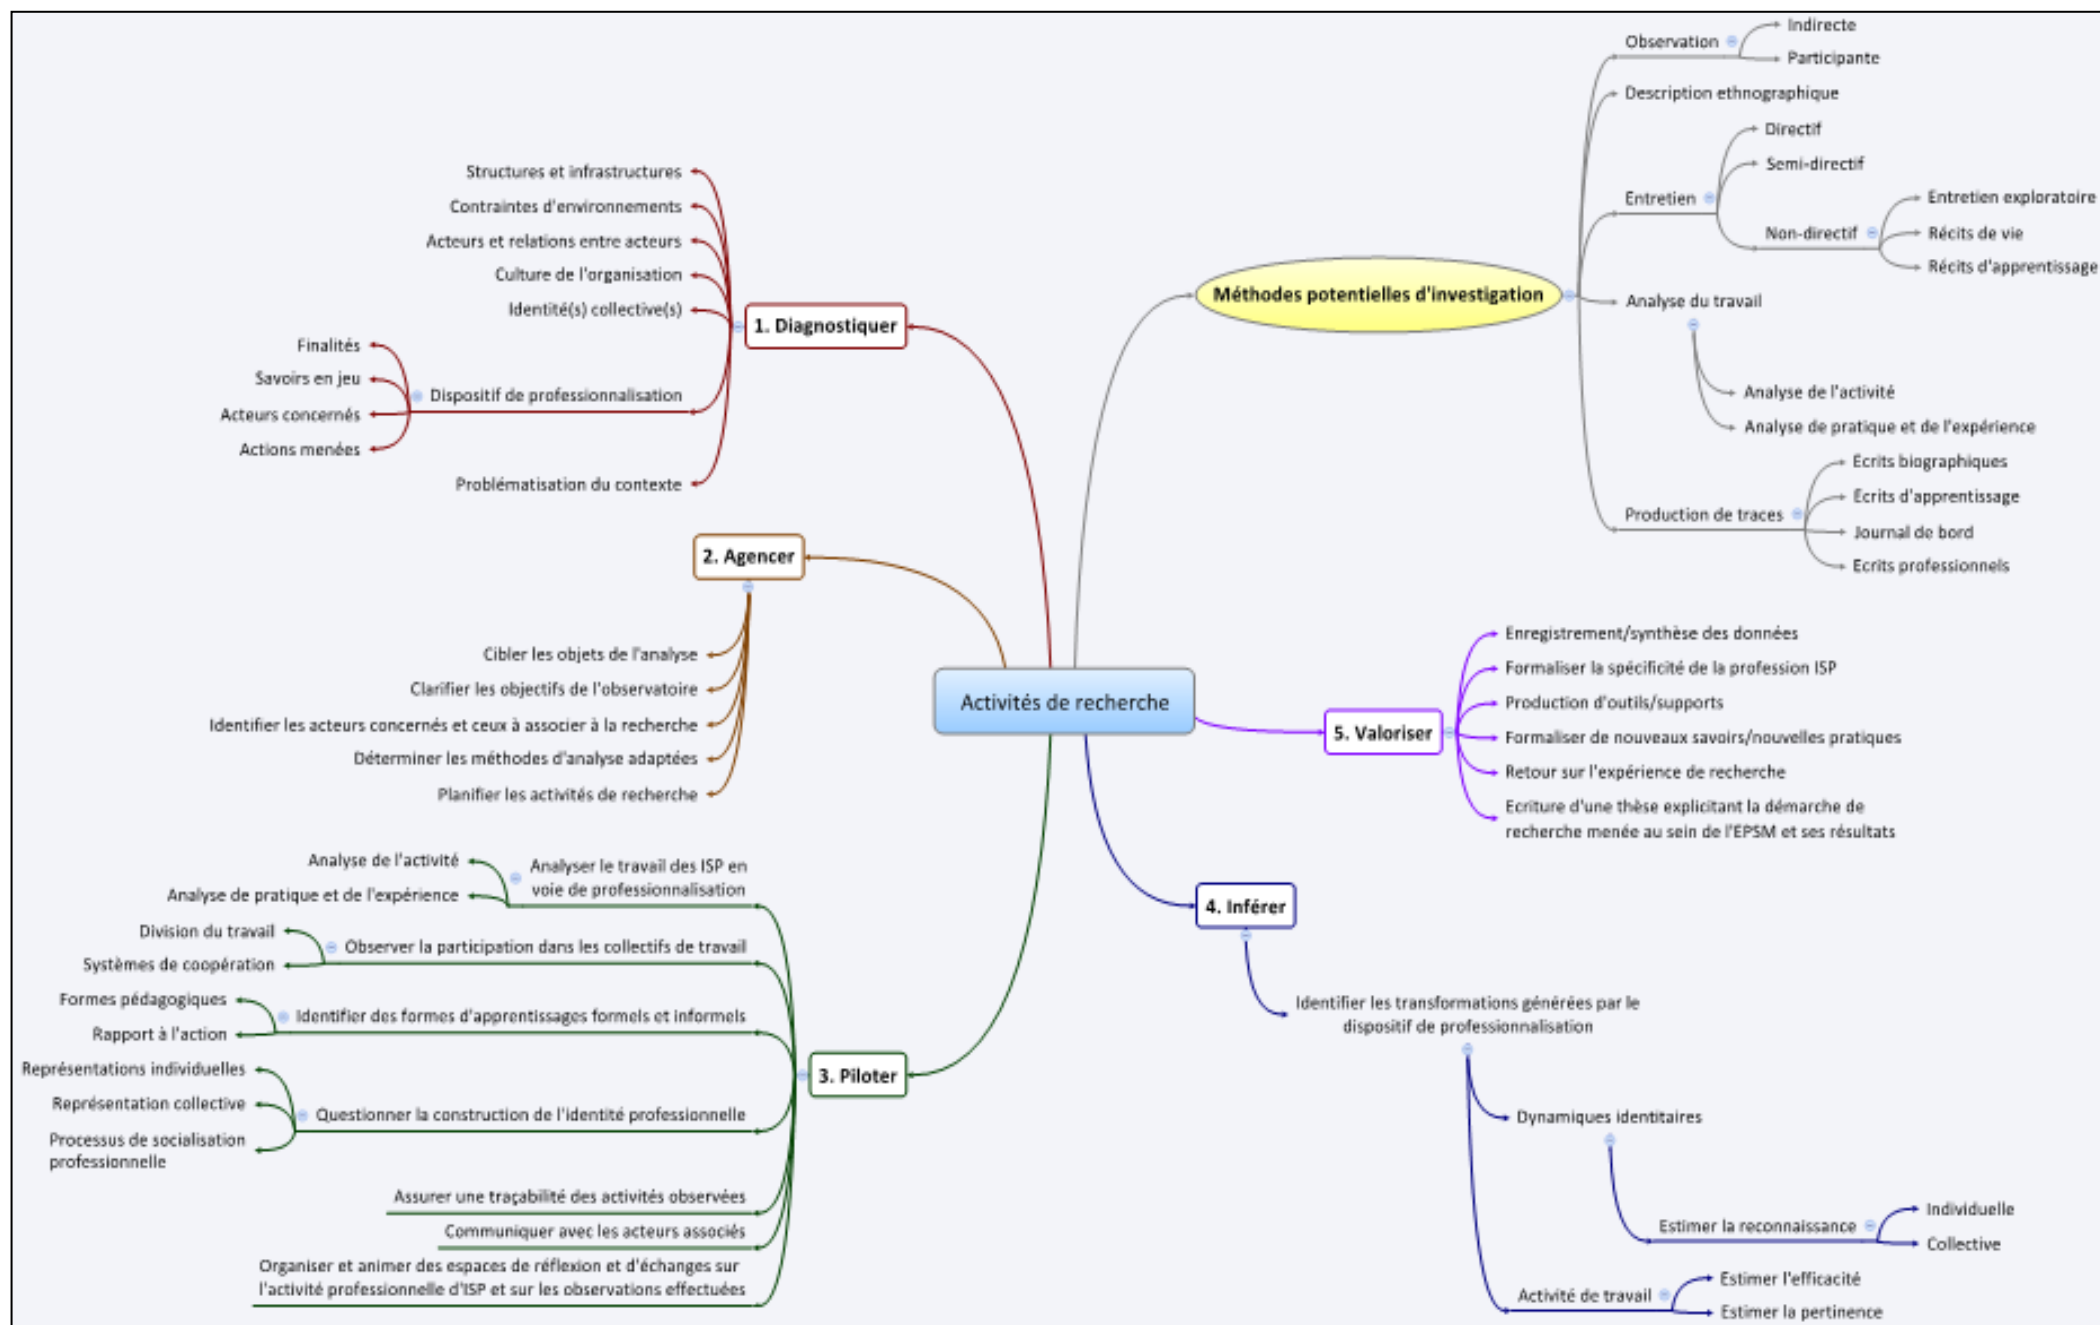 Activités de recherche
1. Diagnostiquer
Structures et infrastructures
Contraintes d'environnements
Acteurs et relations entre acteurs
Culture de l'organisation
Identité(s) collective(s)
Dispositif de professionnalisation
Finalités
Savoirs en jeu
Acteurs concernés
Actions menées
Problématisation du contexte
2. Agencer
Cibler les objets de l'analyse
Clarifier les objectifs de l'observatoire
Identifier les acteurs concernés et ceux à associer à la recherche
Déterminer les méthodes d'analyse adaptées
Planifier les activités de recherche
3. Piloter
Analyser le travail des ISP en
voie de professionnalisation
Analyse de l'activité
Analyse de pratique et de l'expérience
Observer la participation dans les collectifs de travail
Division du travail
Systèmes de coopération
Identifier des formes d'apprentissages formels et informels
Formes pédagogiques
Rapport à l'action
Questionner la construction de l'identité professionnelle
Représentations individuelles
Représentation collective
Processus de socialisation
professionnelle
Assurer une traçabilité des activités observées
Communiquer avec les acteurs associés
Organiser et animer des espaces de réflexion et d'échanges sur
l'activité professionnelle d'ISP et sur les observations effectuées
4. Inférer
Identifier les transformations générées par le
dispositif de professionnalisation
Dynamiques identitaires
Estimer la reconnaissance
Individuelle
Collective
Activité de travail
Estimer l'efficacité
Estimer la pertinence
5. Valoriser
Enregistrement/synthèse des données
Formaliser la spécificité de la profession ISP
Production d'outils/supports
Formaliser de nouveaux savoirs/nouvelles pratiques
Retour sur l'expérience de recherche
Ecriture d'une thèse explicitant la démarche de
recherche menée au sein de l'EPSM et ses résultats
Méthodes potentielles d'investigation
Observation
Indirecte
Participante
Description ethnographique
Entretien
Directif
Semi-directif
Non-directif
Entretien exploratoire
Récits de vie
Récits d'apprentissage
Analyse du travail
Analyse de l'activité
Analyse de pratique et de l'expérience
Production de traces
Ecrits biographiques
Ecrits d'apprentissage
Journal de bord
Ecrits professionnels